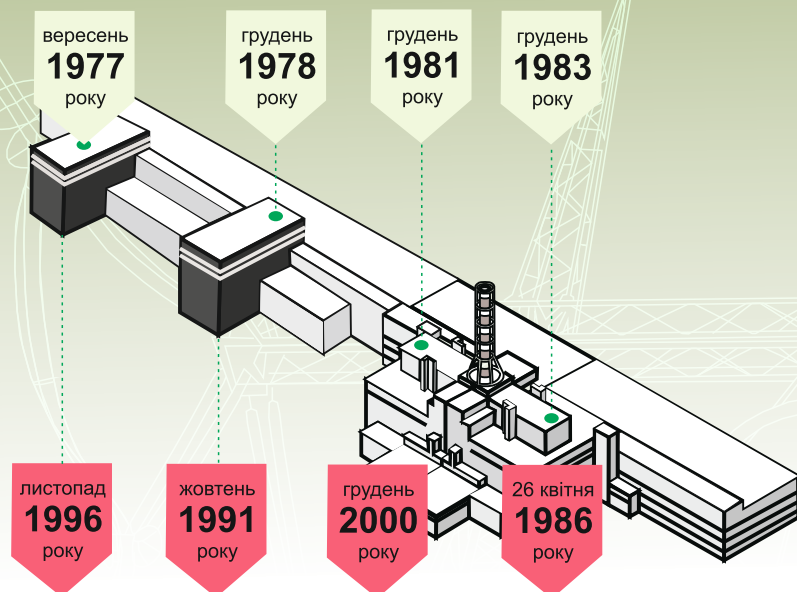 вересень
1977
року
грудень
1978
року
грудень
1981
року
грудень
1983
року
листопад
1996
року
жовтень
1991
року
грудень
2000
року
26 квітня
1986
року